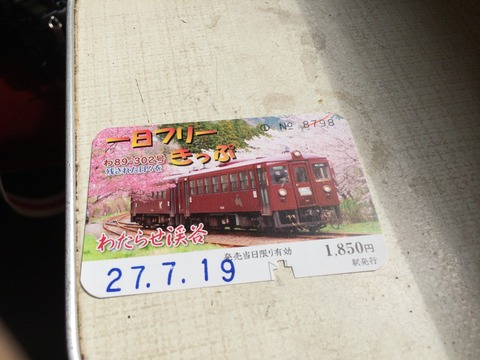 一日フリー
きっぷ
① № 8798
わ89-302号
わたらせ渓谷
27.7.19
発売当日限り有効
1,850円
駅発行